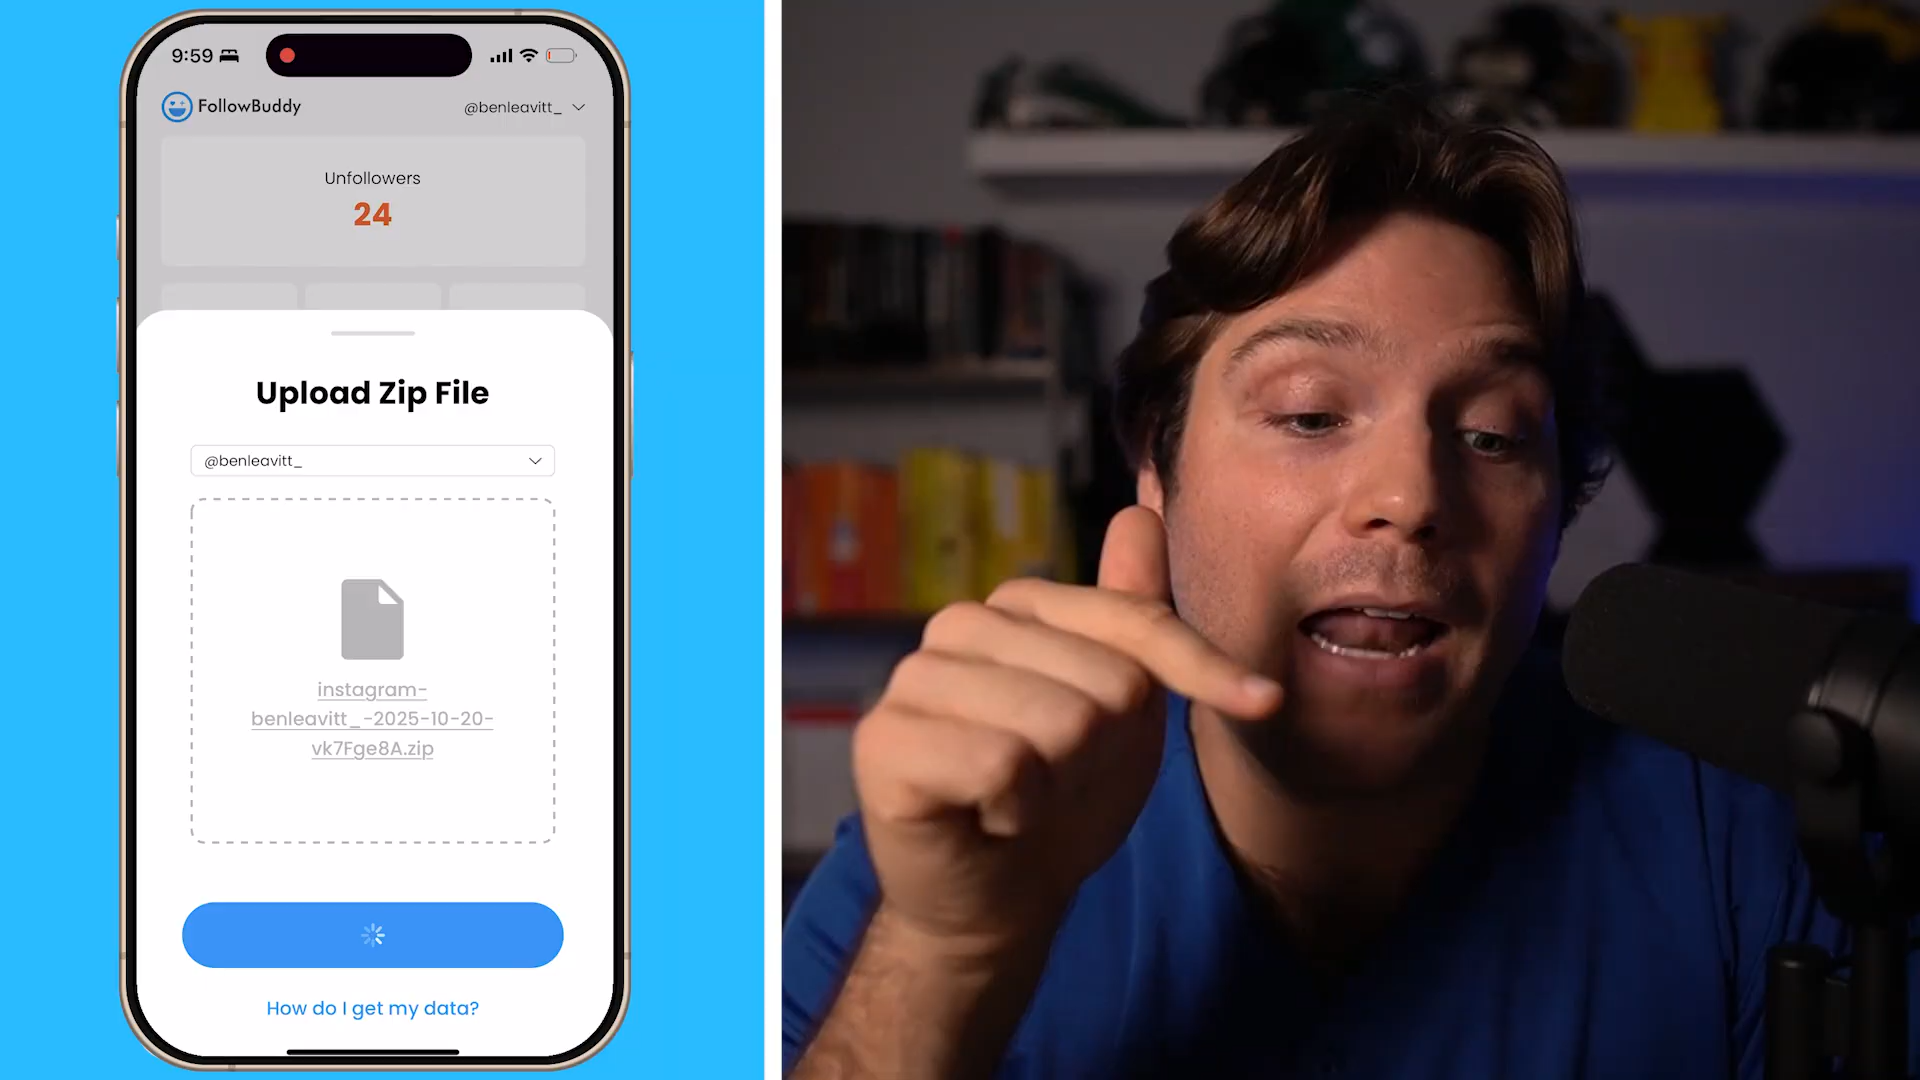 9:59
FollowBuddy
@benleavitt_
Unfollowers
24
Upload Zip File
@benleavitt_
instagram-
benleavitt_-2025-10-20-
vk7Fge8A.zip
How do I get my data?